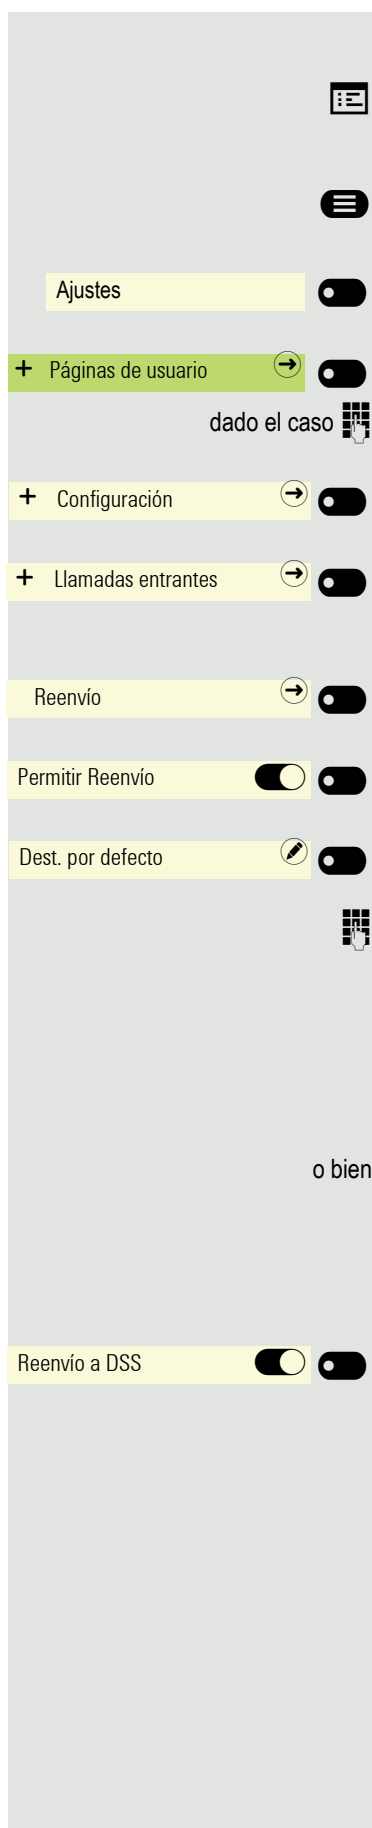 Ajustes
+ Páginas de usuario
dado el caso
+ Configuración
+ Llamadas entrantes
Reenvío
Permitir Reenvío
Dest. por defecto
o bien
Reenvío a DSS